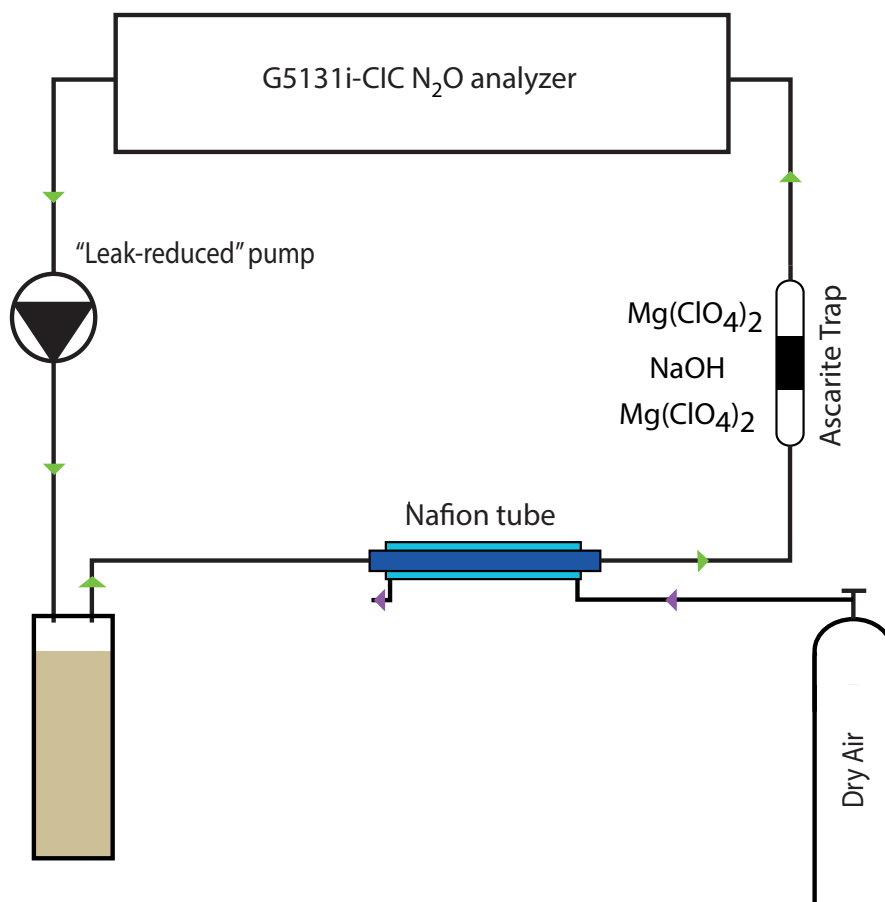 G5131i-CIC N₂O analyzer
“Leak-reduced” pump
Mg(ClO₄)₂
NaOH
Mg(ClO₄)₂
Ascarite Trap
Nafion tube
Dry Air